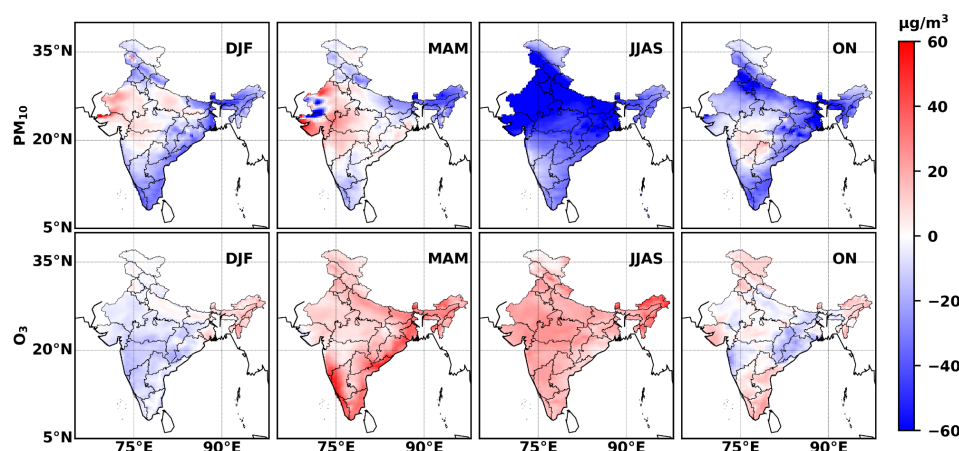 µg/m³
DJF MAM JJAS ON
35°N
PM₁₀
20°N
5°N
DJF MAM JJAS ON
35°N
O₃
20°N
5°N
75°E 90°E 75°E 90°E 75°E 90°E 75°E 90°E
60
40
20
0
−20
−40
−60